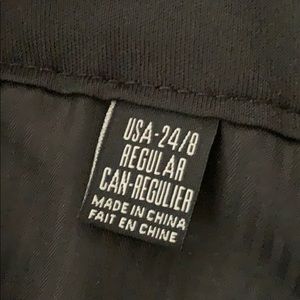 USA-24/8
REGULAR
CAN-REGULIER
MADE IN CHINA
FAIT EN CHINE